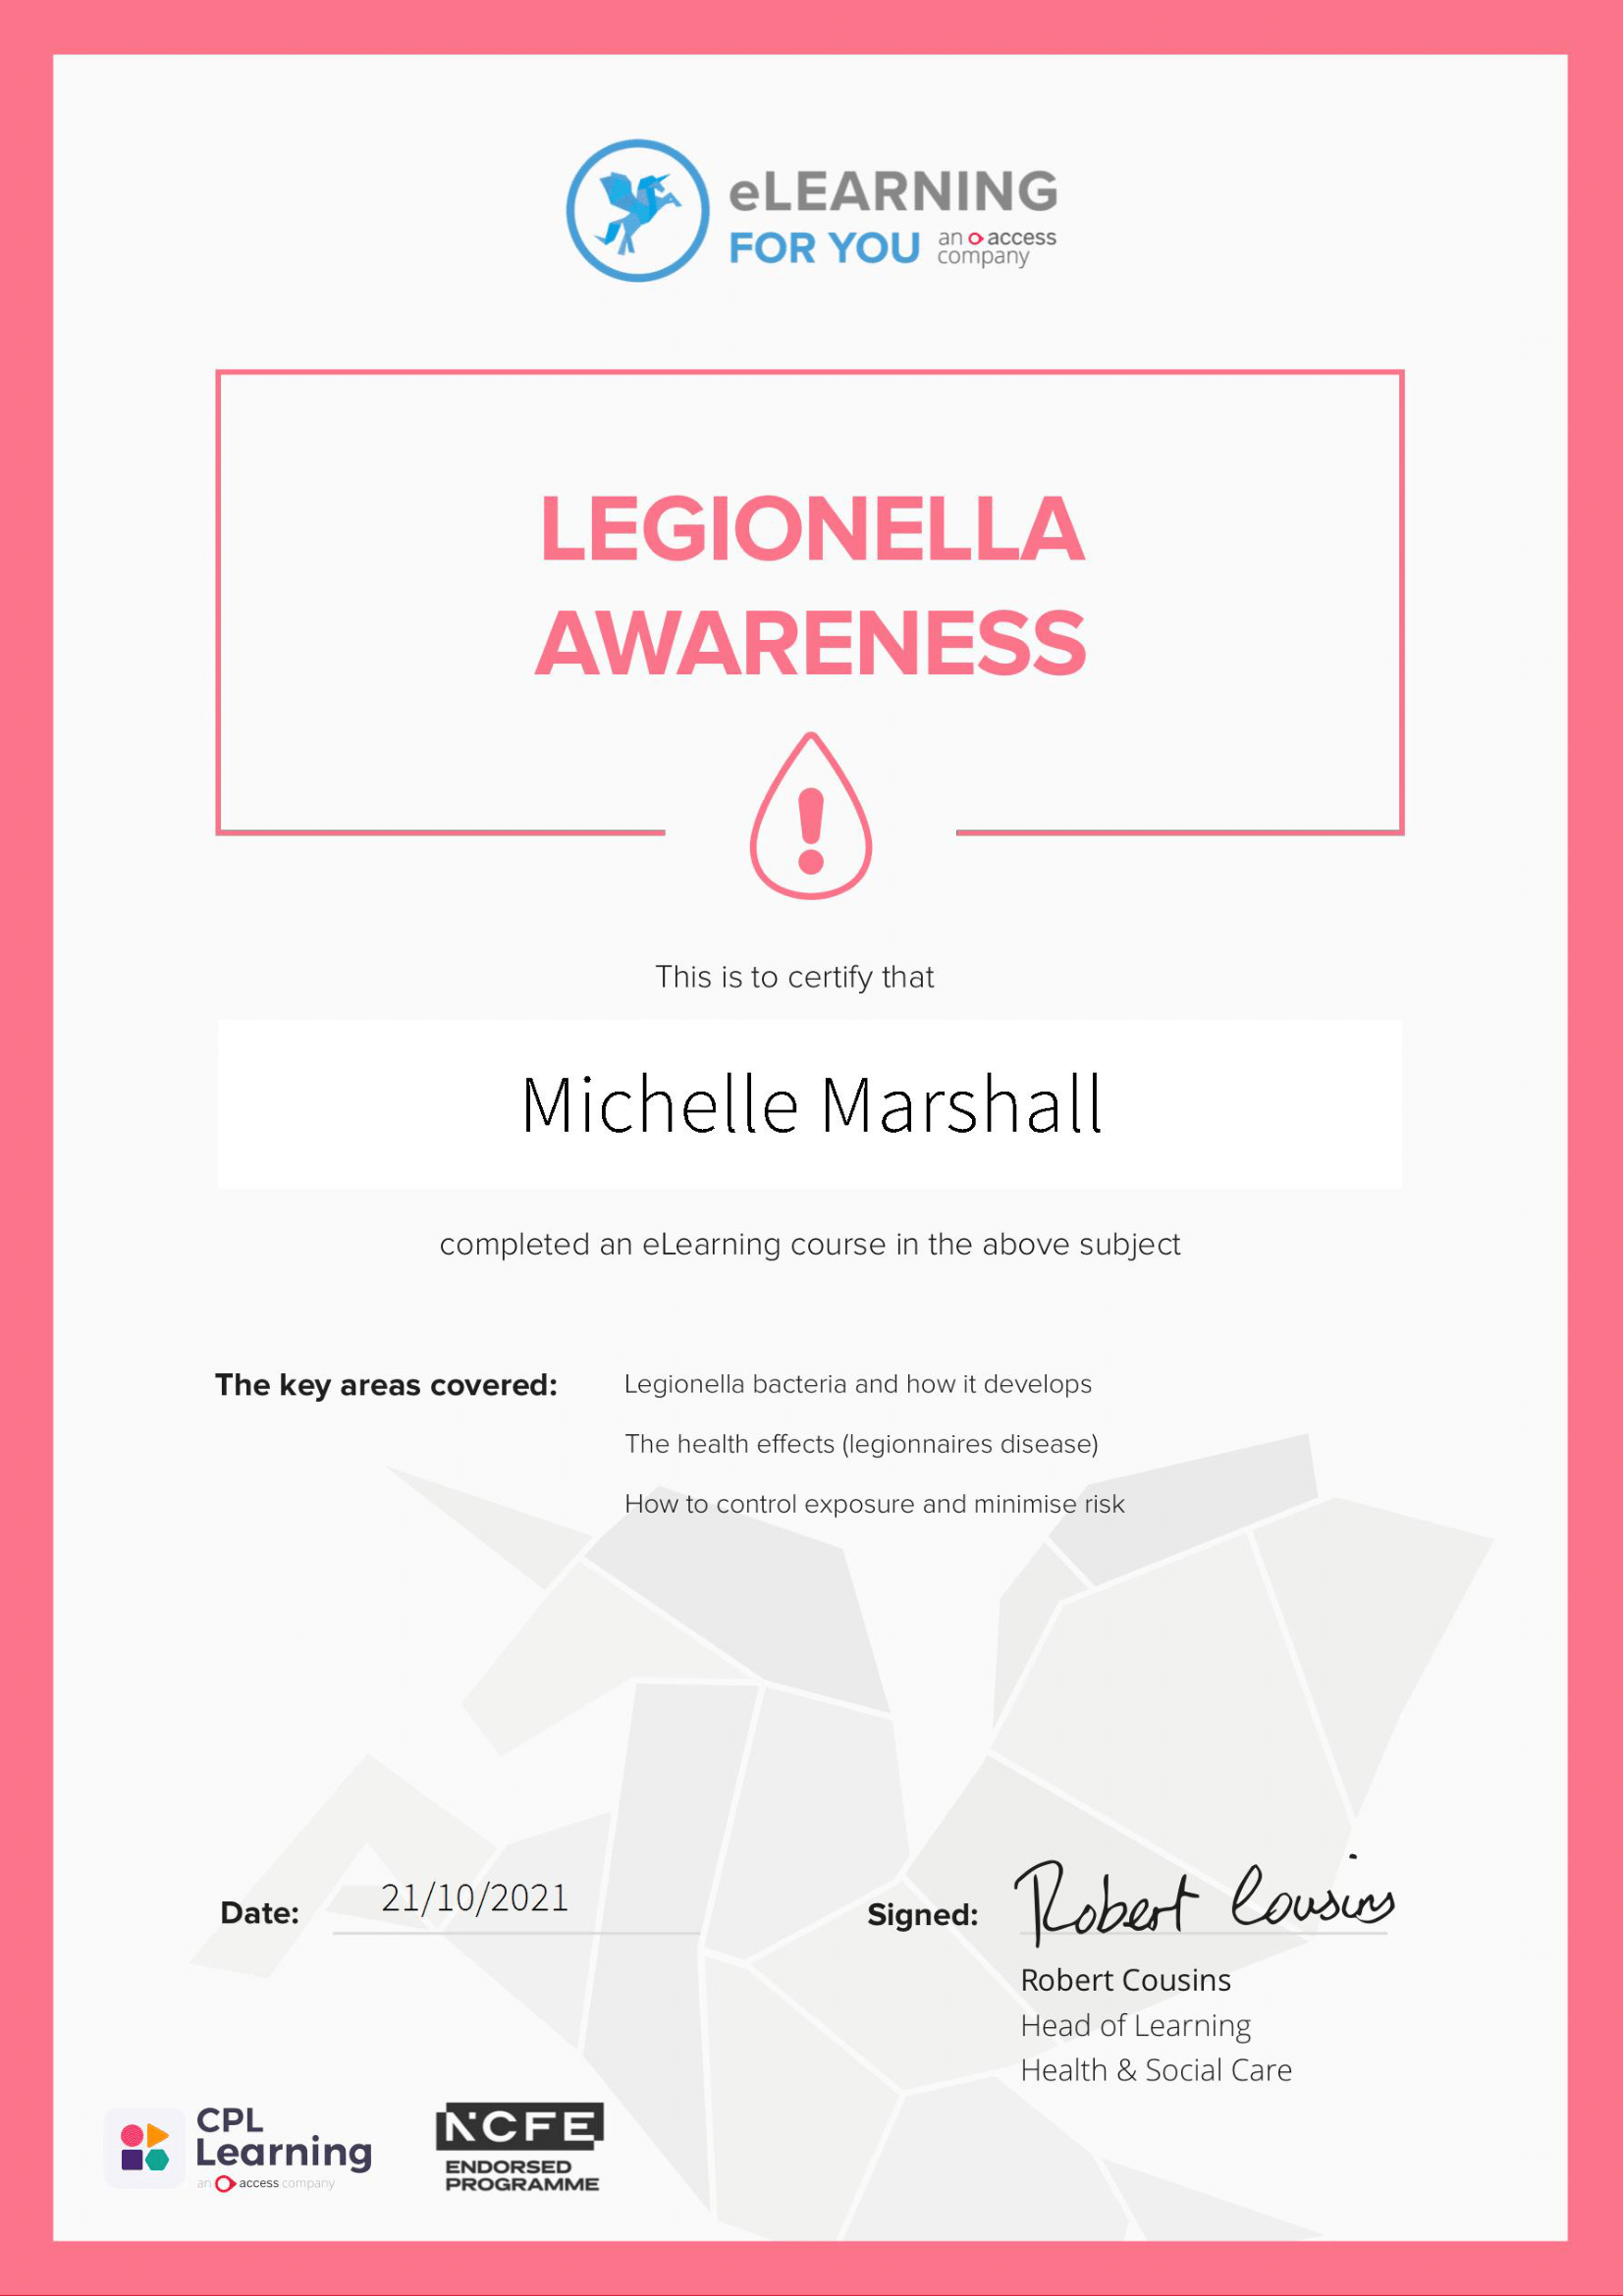 eLEARNING
FOR YOU an access
company
LEGIONELLA
AWARENESS
This is to certify that
Michelle Marshall
completed an eLearning course in the above subject
The key areas covered: Legionella bacteria and how it develops
The health effects (legionnaires disease)
How to control exposure and minimise risk
Date: 21/10/2021
Signed: Robert Cousins
Robert Cousins
Head of Learning
Health & Social Care
CPL
Learning
an access company
NCFE
ENDORSED
PROGRAMME